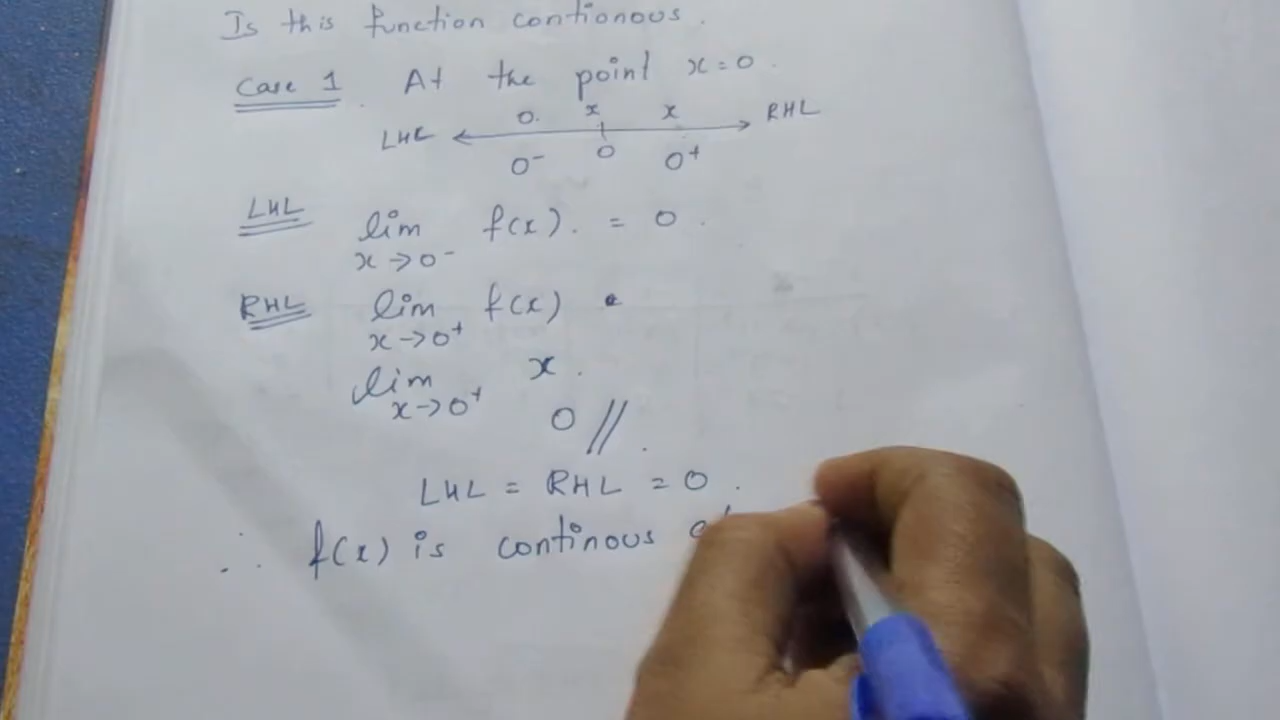 Is this function contionous.
Case 1. At the point x=0.
0. x x
LHL RHL
0⁻ 0 0⁺
LHL lim f(x). = 0.
x→0⁻
RHL lim f(x)
x→0⁺
lim x.
x→0⁺
0 //.
LHL = RHL = 0.
∴ f(x) is continous